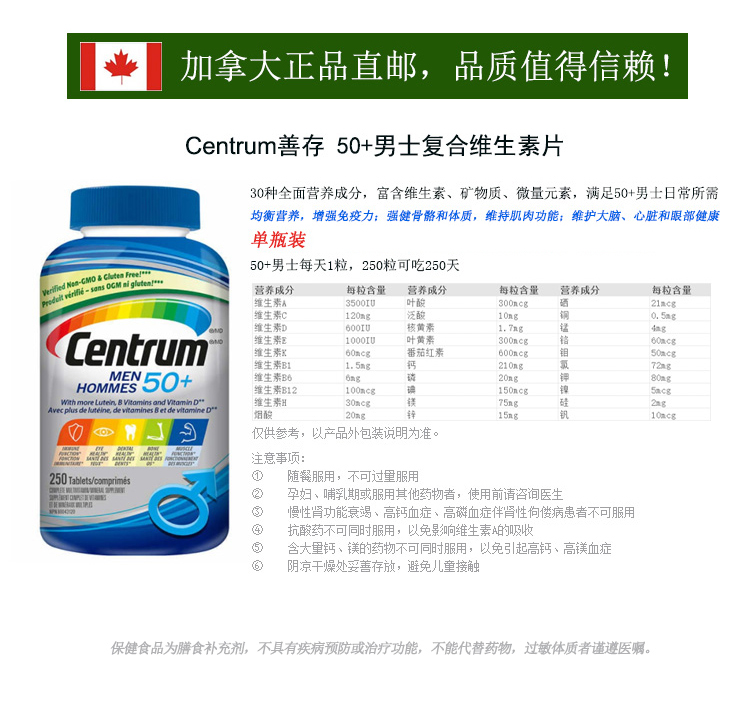 加拿大正品直邮，品质值得信赖！
Centrum善存 50+男士复合维生素片
30种全面营养成分，富含维生素、矿物质、微量元素，满足50+男士日常所需
均衡营养，增强免疫力；强健骨骼和体质，维持肌肉功能；维护大脑、心脏和眼部健康
单瓶装
50+男士每天1粒，250粒可吃250天
营养成分 每粒含量 营养成分 每粒含量 营养成分 每粒含量
维生素A 3500IU 叶酸 300mcg 硒 21mcg
维生素C 120mg 泛酸 10mg 铜 0.5mg
维生素D 600IU 核黄素 1.7mg 锰 4mg
维生素E 1000IU 叶黄素 300mcg 铬 60mcg
维生素K 60mcg 番茄红素 600mcg 钼 50mcg
维生素B1 1.5mg 钙 210mg 氯 72mg
维生素B6 6mg 磷 20mg 钾 80mg
维生素B12 100mcg 碘 150mcg 镍 5mcg
维生素H 30mcg 镁 75mg 硅 2mg
烟酸 20mg 锌 15mg 钒 10mcg
仅供参考，以产品外包装说明为准。
注意事项：
① 随餐服用，不可过量服用
② 孕妇、哺乳期或服用其他药物者，使用前请咨询医生
③ 慢性肾功能衰竭、高钙血症、高磷血症伴肾性佝偻病患者不可服用
④ 抗酸药不可同时服用，以免影响维生素A的吸收
⑤ 含大量钙、镁的药物不可同时服用，以免引起高钙、高镁血症
⑥ 阴凉干燥处妥善存放，避免儿童接触
Verified Non-GMO & Gluten Free!***
Produit vérifié – sans OGM ni gluten!***
Centrum
MEN
HOMMES 50+
With more Lutein, B Vitamins and Vitamin D**
Avec plus de lutéine, de vitamines B et de vitamine D**
IMMUNE FUNCTION*
EYE HEALTH*
DENTAL HEALTH*
BONE HEALTH*
MUSCLE FUNCTION*
250 Tablets/comprimés
COMPLETE MULTIVITAMIN/MINERAL SUPPLEMENT
SUPPLÉMENT COMPLET DE VITAMINES
ET DE MINÉRAUX MULTIPLES
保健食品为膳食补充剂，不具有疾病预防或治疗功能，不能代替药物，过敏体质者谨遵医嘱。